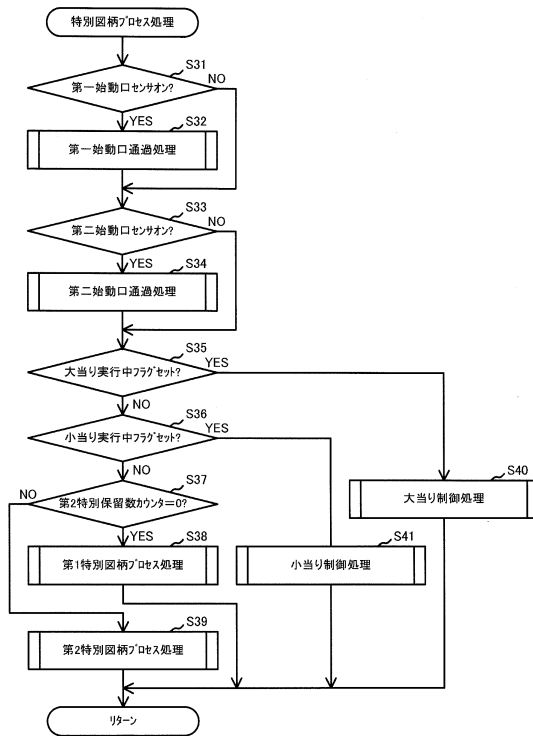 特別図柄ﾌﾟﾛｾｽ処理
S31
第一始動口ｾﾝｻｵﾝ?
NO
YES
S32
第一始動口通過処理
S33
第二始動口ｾﾝｻｵﾝ?
NO
YES
S34
第二始動口通過処理
S35
大当り実行中ﾌﾗｸﾞｾｯﾄ?
YES
NO
S36
小当り実行中ﾌﾗｸﾞｾｯﾄ?
YES
NO
S37
第2特別保留数ｶｳﾝﾀ=0?
NO
YES
S40
大当り制御処理
S38
第1特別図柄ﾌﾟﾛｾｽ処理
S41
小当り制御処理
S39
第2特別図柄ﾌﾟﾛｾｽ処理
ﾘﾀｰﾝ